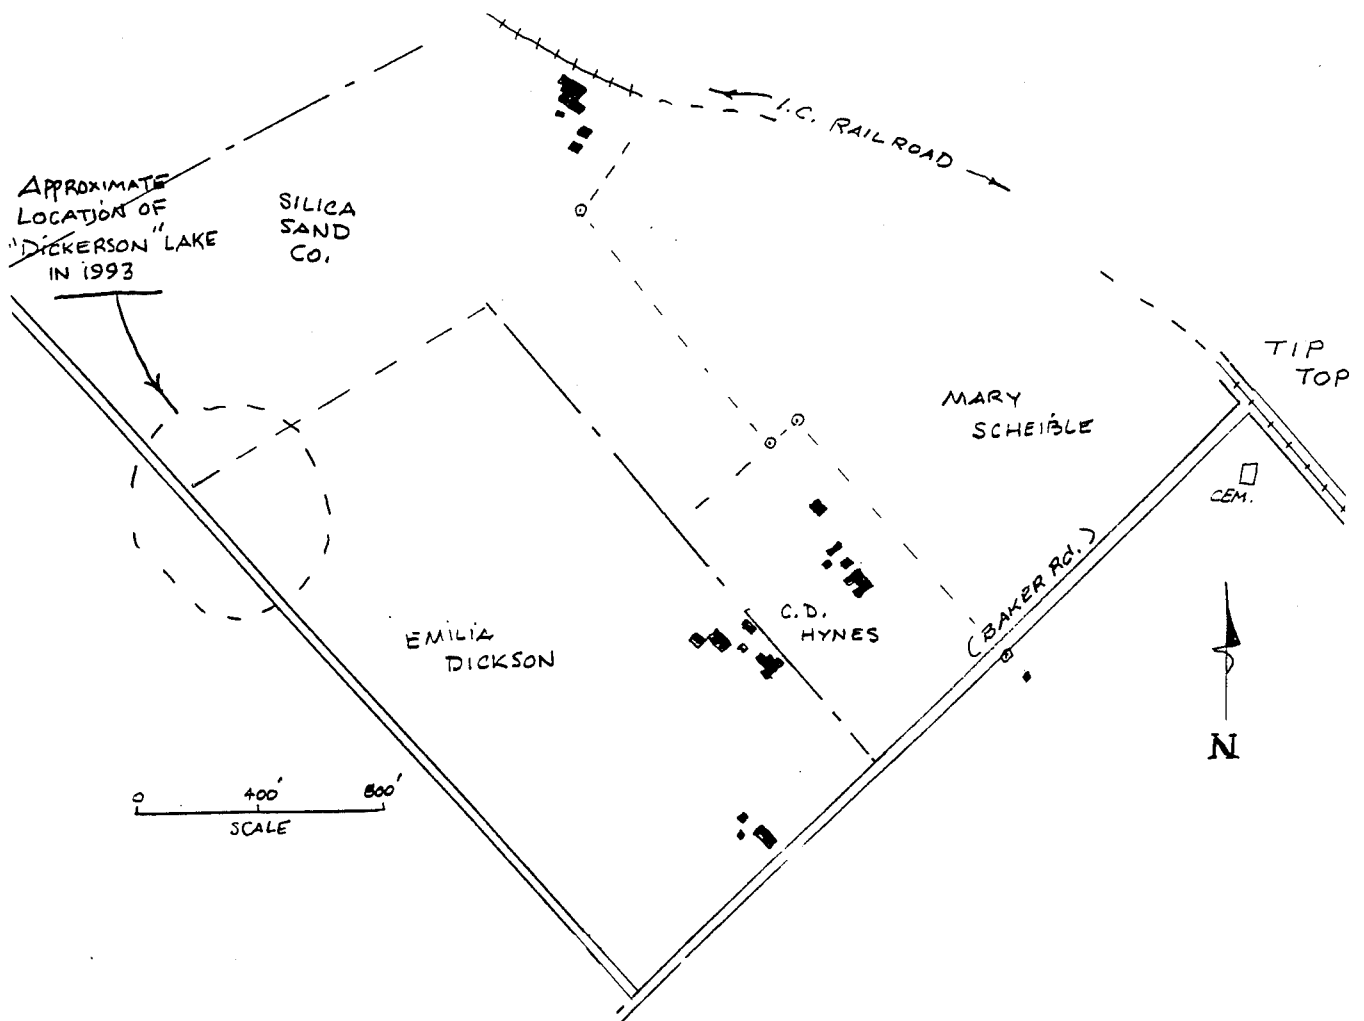 I.C. RAILROAD
APPROXIMATE
LOCATION OF
"DICKERSON" LAKE
IN 1993
SILICA
SAND
CO.
TIP
TOP
MARY
SCHEIBLE
CEM.
(BAKER Rd.)
C.D.
HYNES
EMILIA
DICKSON
N
0 400' 800'
SCALE